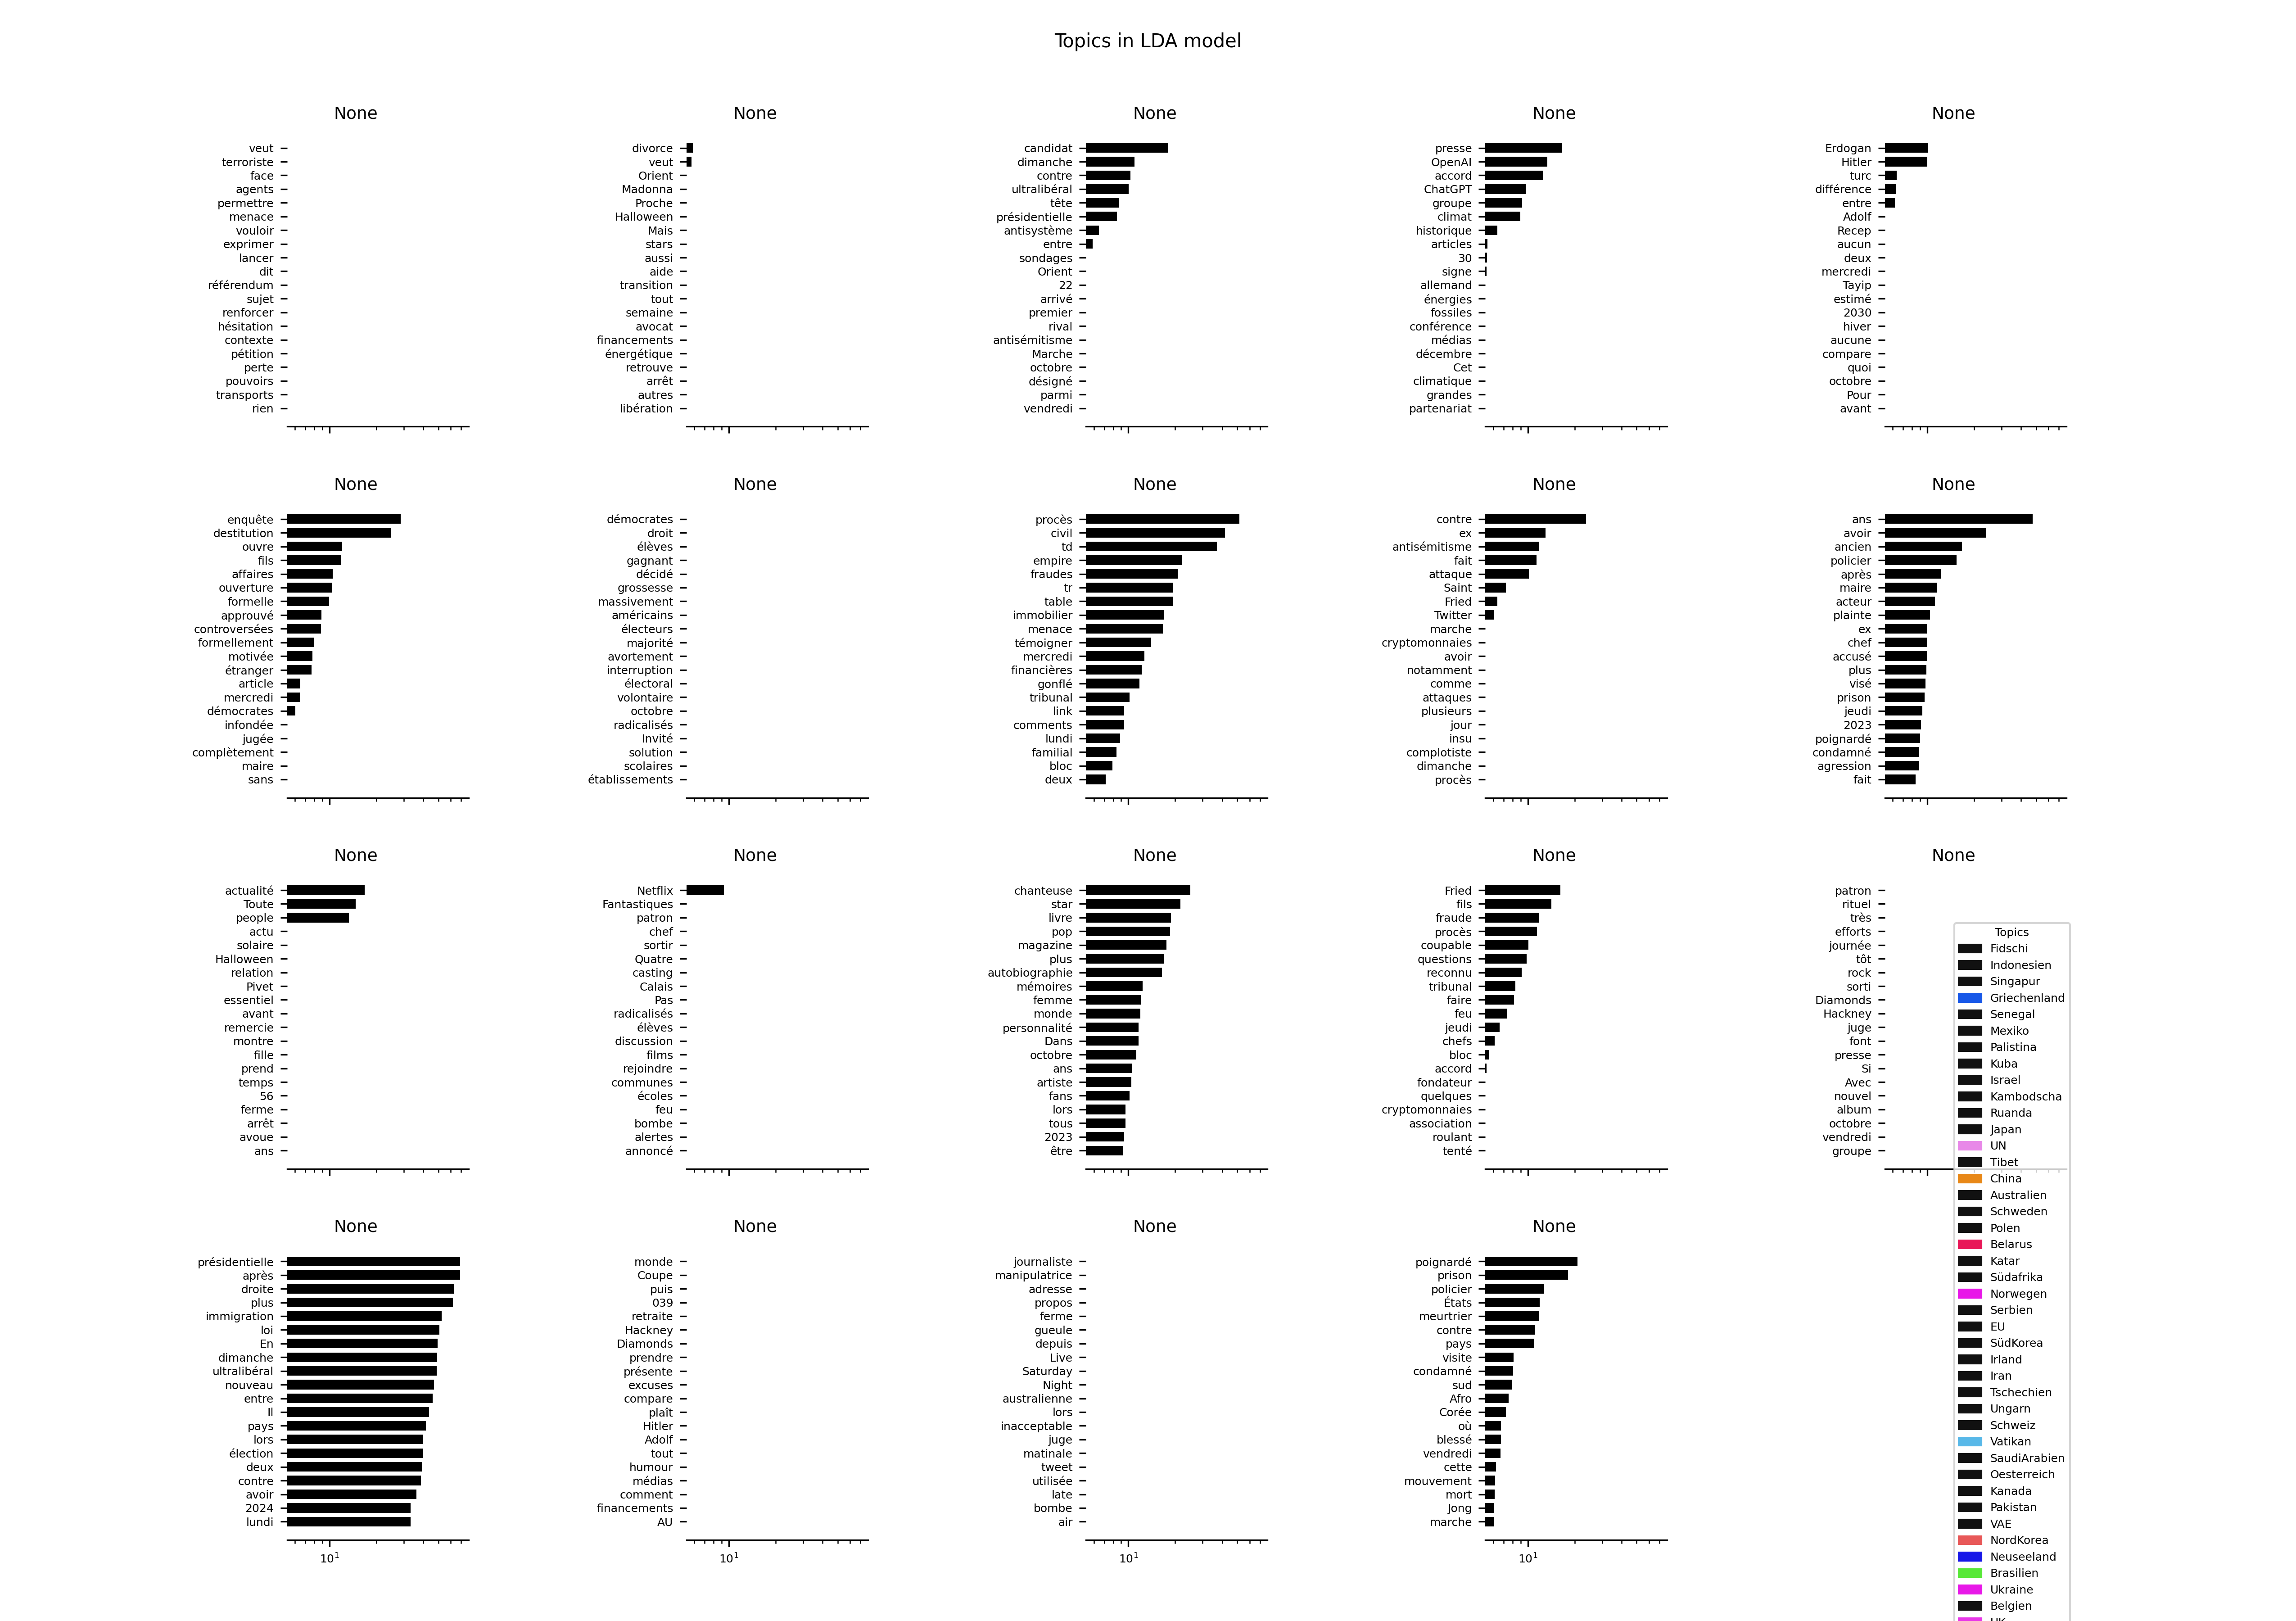 Topics in LDA model
None
veut
terroriste
face
agents
permettre
menace
vouloir
exprimer
lancer
dit
référendum
sujet
renforcer
hésitation
contexte
pétition
perte
pouvoirs
transports
rien
None
divorce
veut
Orient
Madonna
Proche
Halloween
Mais
stars
aussi
aide
transition
tout
semaine
avocat
financements
énergétique
retrouve
arrêt
autres
libération
None
candidat
dimanche
contre
ultralibéral
tête
présidentielle
antisystème
entre
sondages
Orient
22
arrivé
premier
rival
antisémitisme
Marche
octobre
désigné
parmi
vendredi
None
presse
OpenAI
accord
ChatGPT
groupe
climat
historique
articles
30
signe
allemand
énergies
fossiles
conférence
médias
décembre
Cet
climatique
grandes
partenariat
None
Erdogan
Hitler
turc
différence
entre
Adolf
Recep
aucun
deux
mercredi
Tayip
estimé
2030
hiver
aucune
compare
quoi
octobre
Pour
avant
None
enquête
destitution
ouvre
fils
affaires
ouverture
formelle
approuvé
controversées
formellement
motivée
étranger
article
mercredi
démocrates
infondée
jugée
complètement
maire
sans
None
démocrates
droit
élèves
gagnant
décidé
grossesse
massivement
américains
électeurs
majorité
avortement
interruption
électoral
volontaire
octobre
radicalisés
Invité
solution
scolaires
établissements
None
procès
civil
td
empire
fraudes
tr
table
immobilier
menace
témoigner
mercredi
financières
gonflé
tribunal
link
comments
lundi
familial
bloc
deux
None
contre
ex
antisémitisme
fait
attaque
Saint
Fried
Twitter
marche
cryptomonnaies
avoir
notamment
comme
attaques
plusieurs
jour
insu
complotiste
dimanche
procès
None
ans
avoir
ancien
policier
après
maire
acteur
plainte
ex
chef
accusé
plus
visé
prison
jeudi
2023
poignardé
condamné
agression
fait
None
actualité
Toute
people
actu
solaire
Halloween
relation
Pivet
essentiel
avant
remercie
montre
fille
prend
temps
56
ferme
arrêt
avoue
ans
None
Netflix
Fantastiques
patron
chef
sortir
Quatre
casting
Calais
Pas
radicalisés
élèves
discussion
films
rejoindre
communes
écoles
feu
bombe
alertes
annoncé
None
chanteuse
star
livre
pop
magazine
plus
autobiographie
mémoires
femme
monde
personnalité
Dans
octobre
ans
artiste
fans
lors
tous
2023
être
None
Fried
fils
fraude
procès
coupable
questions
reconnu
tribunal
faire
feu
jeudi
chefs
bloc
accord
fondateur
quelques
cryptomonnaies
association
roulant
tenté
None
patron
rituel
très
efforts
journée
tôt
rock
sorti
Diamonds
Hackney
juge
font
presse
Si
Avec
nouvel
album
octobre
vendredi
groupe
None
présidentielle
après
droite
plus
immigration
loi
En
dimanche
ultralibéral
nouveau
entre
Il
pays
lors
élection
deux
contre
avoir
2024
lundi
10¹
None
monde
Coupe
puis
039
retraite
Hackney
Diamonds
prendre
présente
excuses
compare
plaît
Hitler
Adolf
tout
humour
médias
comment
financements
AU
10¹
None
journaliste
manipulatrice
adresse
propos
ferme
gueule
depuis
Live
Saturday
Night
australienne
lors
inacceptable
juge
matinale
tweet
utilisée
late
bombe
air
10¹
None
poignardé
prison
policier
États
meurtrier
contre
pays
visite
condamné
sud
Afro
Corée
où
blessé
vendredi
cette
mouvement
mort
Jong
marche
10¹
Topics
Fidschi
Indonesien
Singapur
Griechenland
Senegal
Mexiko
Palistina
Kuba
Israel
Kambodscha
Ruanda
Japan
UN
Tibet
China
Australien
Schweden
Polen
Belarus
Katar
Südafrika
Norwegen
Serbien
EU
SüdKorea
Irland
Iran
Tschechien
Ungarn
Schweiz
Vatikan
SaudiArabien
Oesterreich
Kanada
Pakistan
VAE
NordKorea
Neuseeland
Brasilien
Ukraine
Belgien